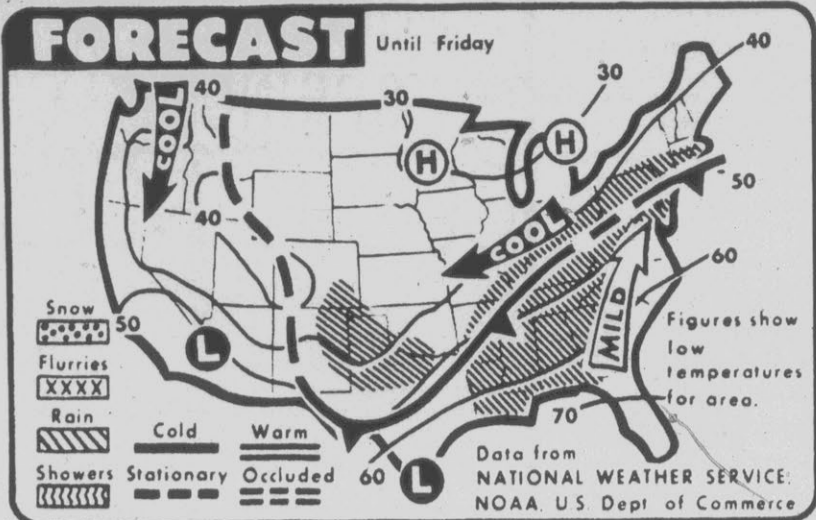 FORECAST
Until Friday
40
30
30
40
COOL
H
H
50
40
COOL
60
Snow
50
L
MILD
Figures show
low
temperatures
for area.
Flurries
XXXX
Rain
Cold
Warm
70
Showers
Stationary
Occluded
60
L
Data from
NATIONAL WEATHER SERVICE,
NOAA, U.S. Dept of Commerce